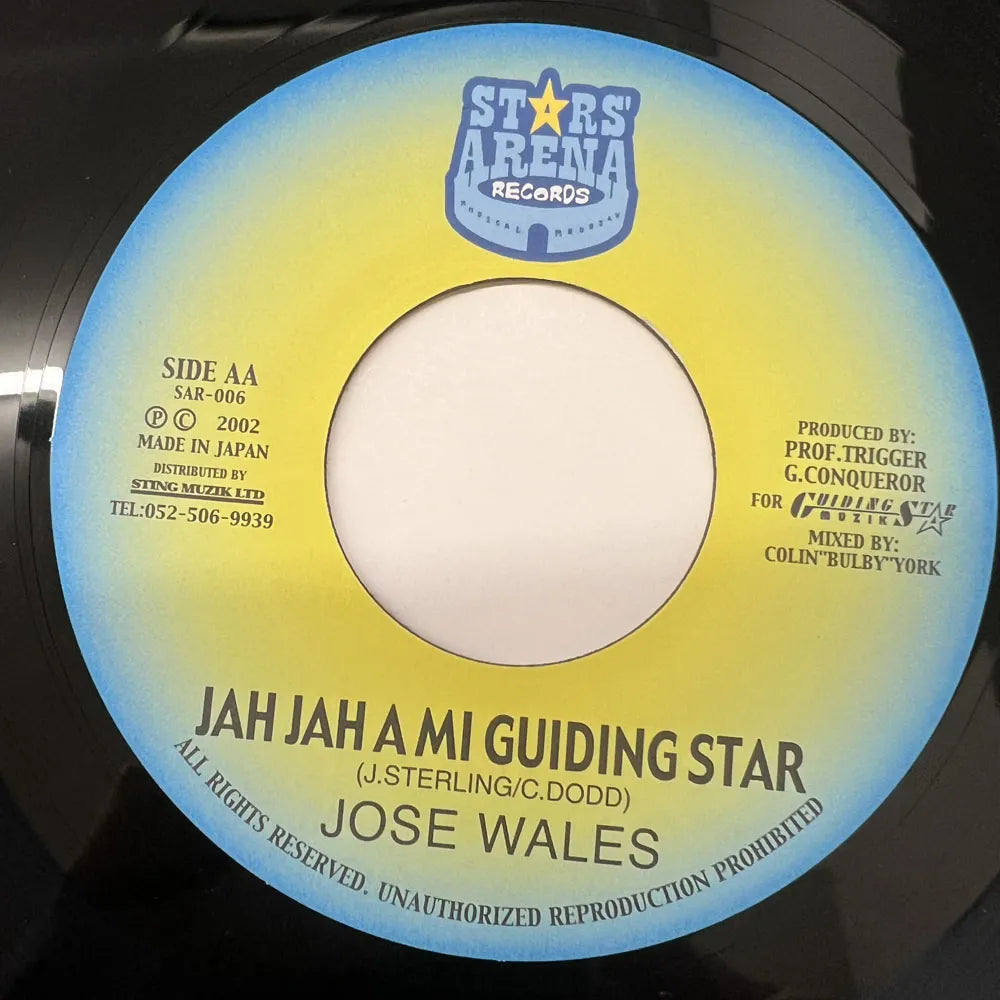 STARS'
ARENA
RECORDS
MUSICAL
SIDE AA
SAR-006
Ⓟ Ⓒ 2002
MADE IN JAPAN
DISTRIBUTED BY
STING MUZIK LTD
TEL:052-506-9939
PRODUCED BY:
PROF.TRIGGER
G.CONQUEROR
FOR GUIDING STAR
MUZIK
MIXED BY:
COLIN"BULBY"YORK
JAH JAH A MI GUIDING STAR
(J.STERLING/C.DODD)
JOSE WALES
ALL RIGHTS RESERVED. UNAUTHORIZED REPRODUCTION PROHIBITED